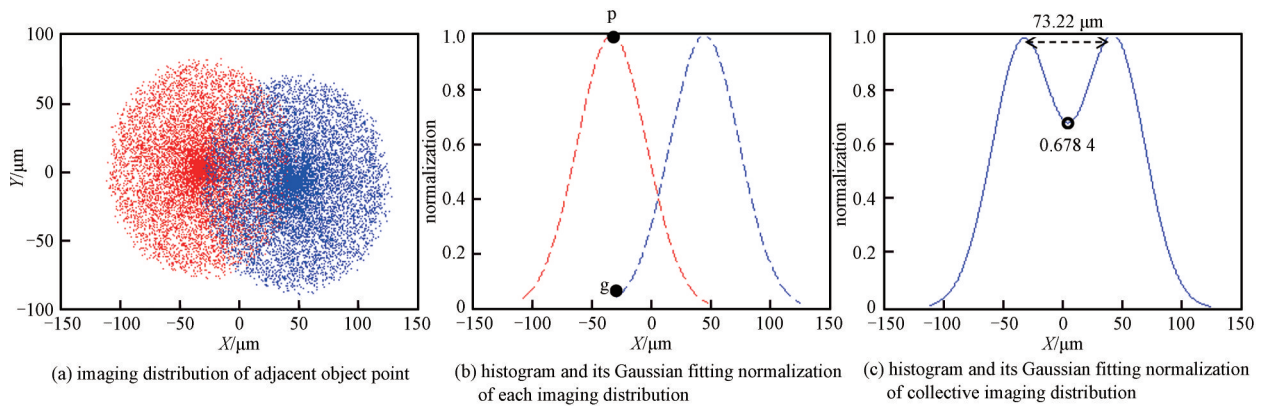 100
50
0
−50
−100
Y/μm
−150 −100 −50 0 50 100 150
X/μm
(a) imaging distribution of adjacent object point
p
1.0
0.8
0.6
0.4
0.2
0
normalization
g
−150 −100 −50 0 50 100 150
X/μm
(b) histogram and its Gaussian fitting normalization
of each imaging distribution
73.22 μm
1.0
0.8
0.6
0.4
0.2
0
normalization
0.678 4
−150 −100 −50 0 50 100 150
X/μm
(c) histogram and its Gaussian fitting normalization
of collective imaging distribution